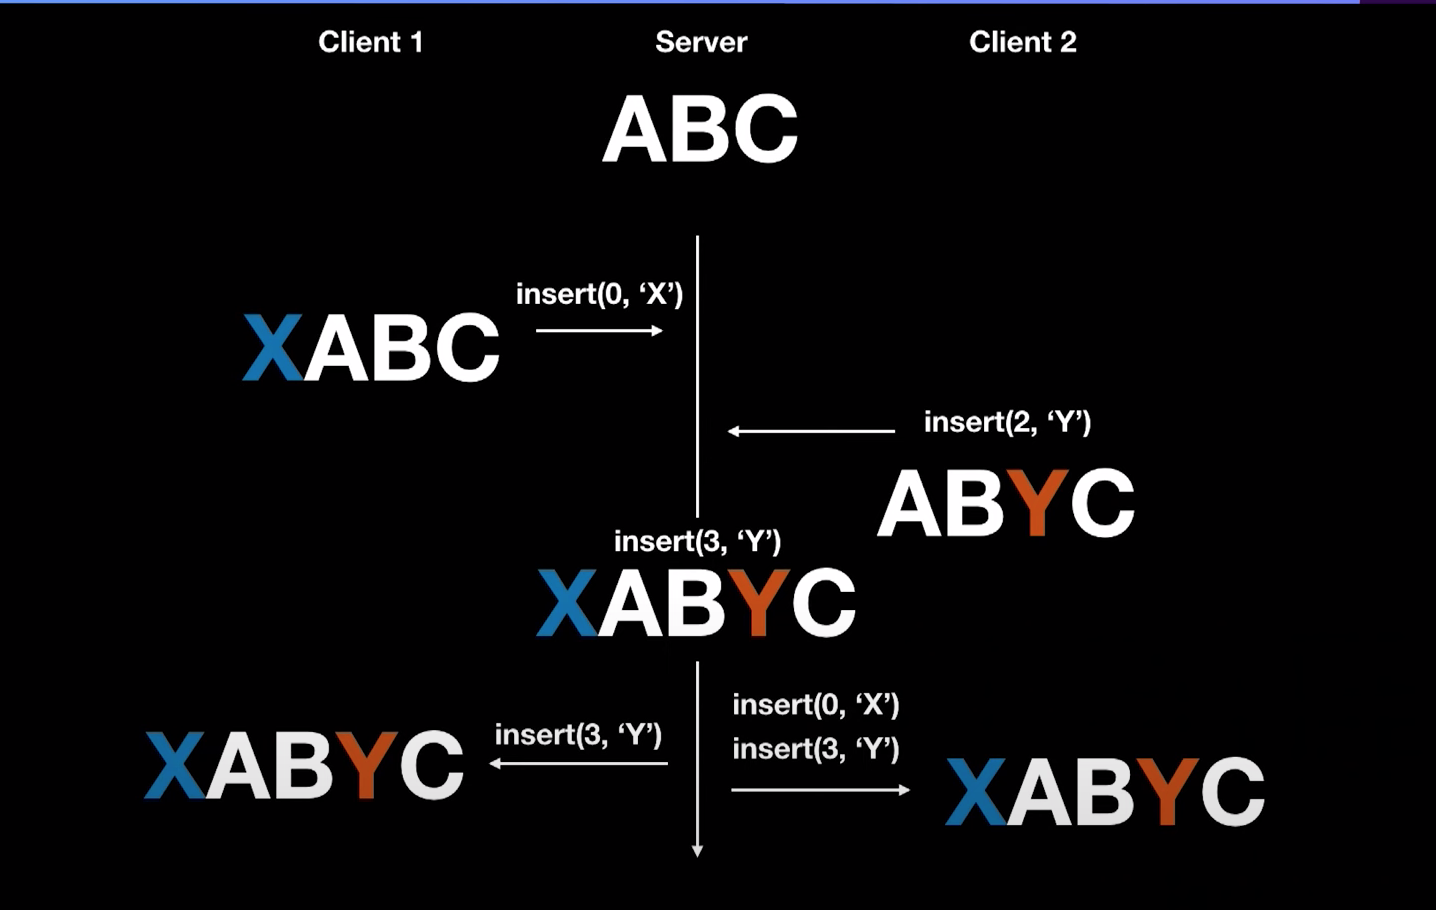 Client 1
Server
Client 2
ABC
insert(0, ‘X’)
XABC
insert(2, ‘Y’)
ABYC
insert(3, ‘Y’)
XABYC
insert(3, ‘Y’)
XABYC
insert(0, ‘X’)
insert(3, ‘Y’)
XABYC